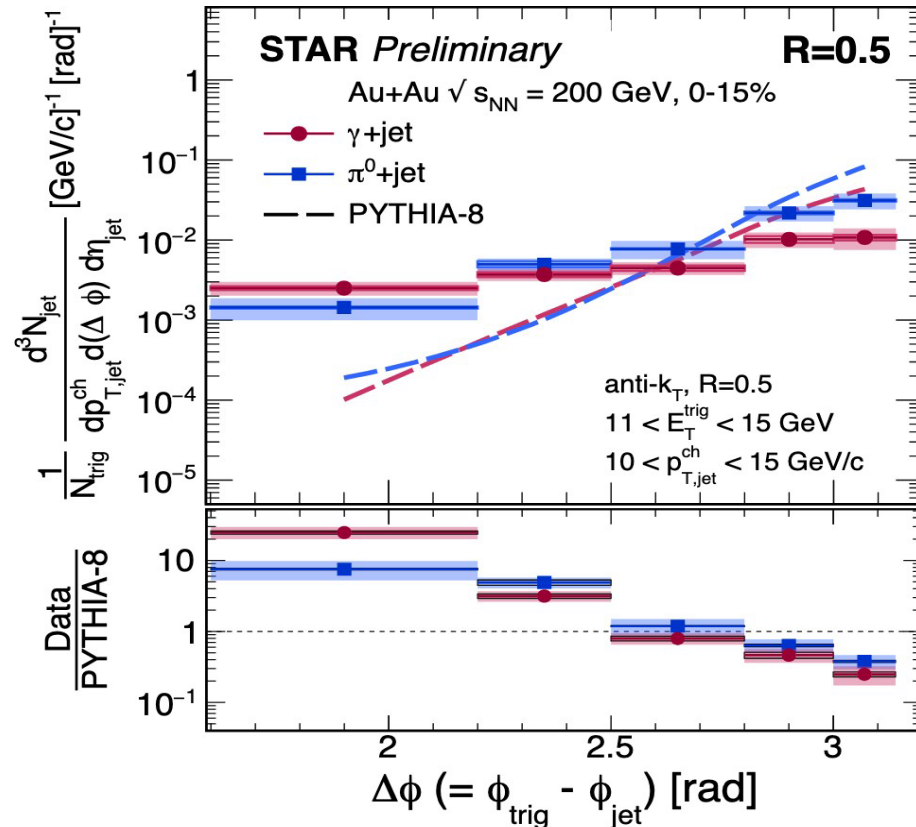 STAR Preliminary R=0.5
Au+Au √ s_NN = 200 GeV, 0-15%
γ+jet
π⁰+jet
PYTHIA-8
anti-k_T, R=0.5
11 < E_T^trig < 15 GeV
10 < p_T,jet^ch < 15 GeV/c
1
10⁻¹
10⁻²
10⁻³
10⁻⁴
10⁻⁵
1/N_trig d³N_jet/dp_T,jet^ch d(Δ ϕ) dη_jet [GeV/c]⁻¹ [rad]⁻¹
10
1
10⁻¹
Data
PYTHIA-8
2 2.5 3
Δϕ (= ϕ_trig - ϕ_jet) [rad]